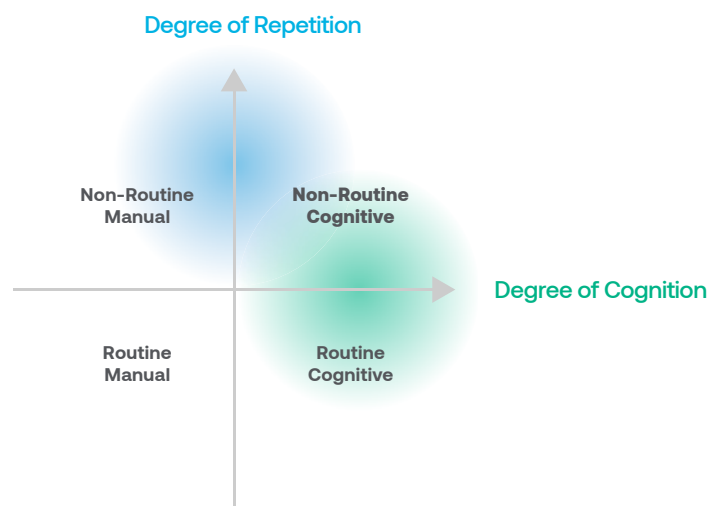 Degree of Repetition
Non-Routine
Manual
Non-Routine
Cognitive
Degree of Cognition
Routine
Manual
Routine
Cognitive